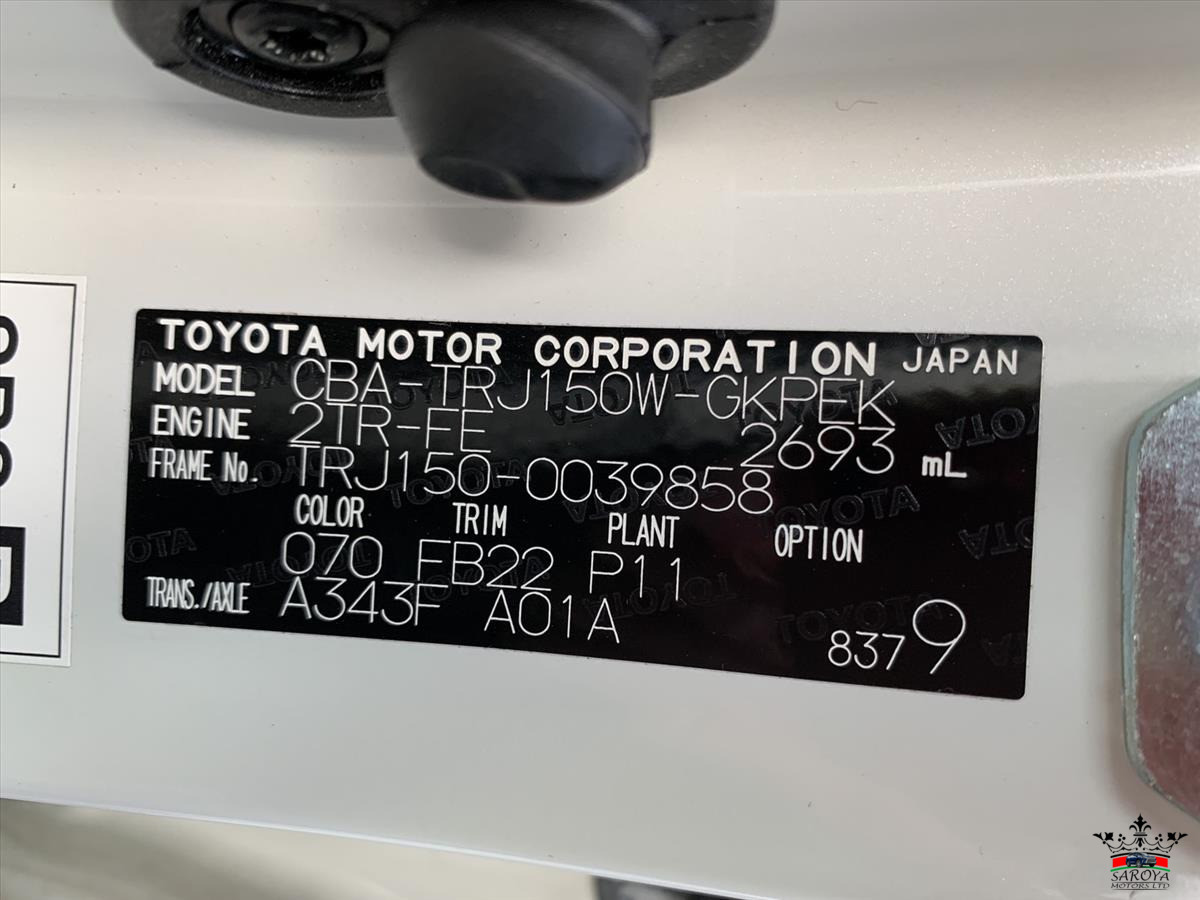 TOYOTA MOTOR CORPORATION JAPAN
MODEL CBA-TRJ150W-GKPEK
ENGINE 2TR-FE 2693 mL
FRAME No. TRJ150-0039858
COLOR TRIM PLANT OPTION
070 FB22 P11
TRANS./AXLE A343F A01A
8379
SAROYA
MOTORS LTD